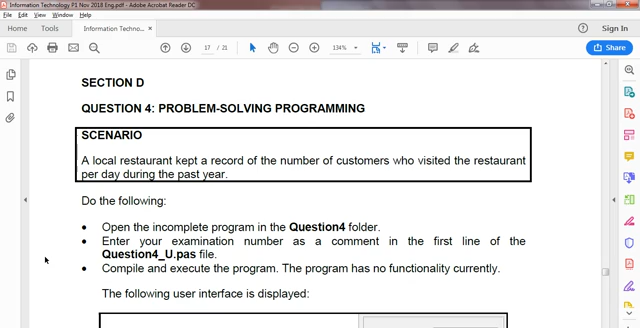 Information Technology P1 Nov 2018 Eng.pdf - Adobe Acrobat Reader DC
File Edit View Window Help
Home Tools Information Techno... × Sign In
17 / 21 134% Share
SECTION D
QUESTION 4: PROBLEM-SOLVING PROGRAMMING
SCENARIO
A local restaurant kept a record of the number of customers who visited the restaurant
per day during the past year.
Do the following:
• Open the incomplete program in the Question4 folder.
• Enter your examination number as a comment in the first line of the
Question4_U.pas file.
• Compile and execute the program. The program has no functionality currently.
The following user interface is displayed: